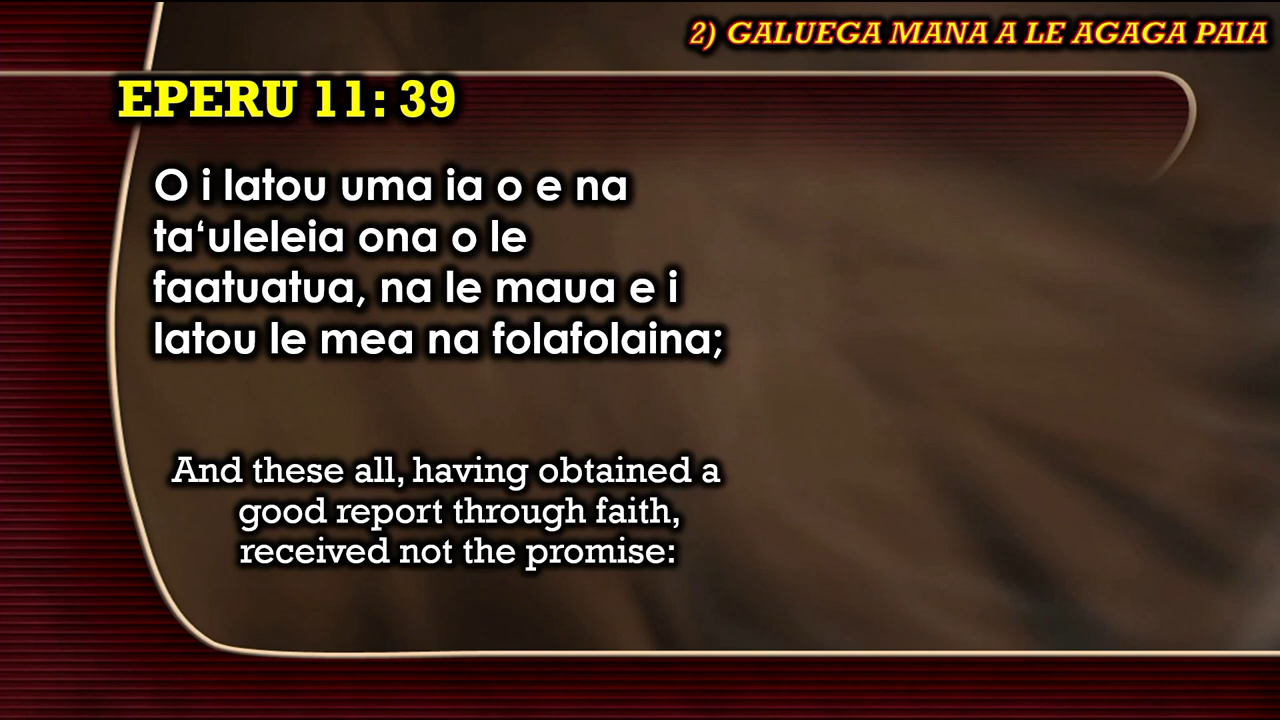 2) GALUEGA MANA A LE AGAGA PAIA
EPERU 11: 39
O i latou uma ia o e na
ta‘uleleia ona o le
faatuatua, na le maua e i
latou le mea na folafolaina;
And these all, having obtained a
good report through faith,
received not the promise: